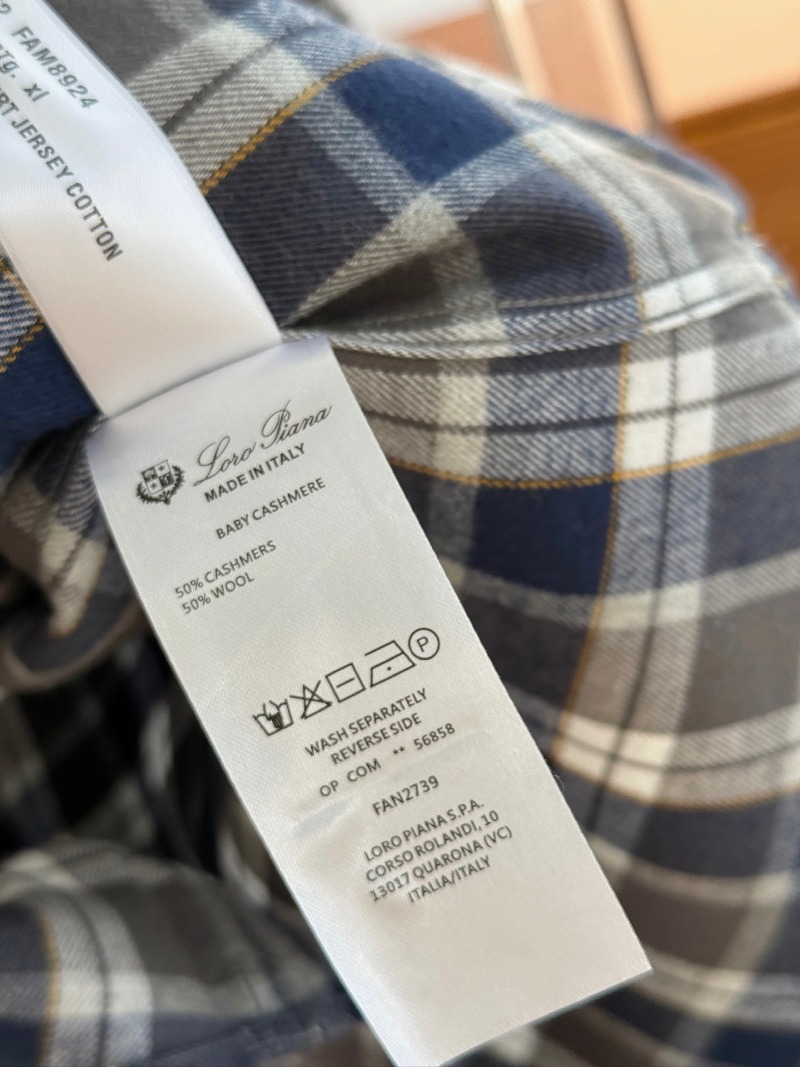 FAM8924
xl
JERSEY COTTON
Loro Piana
MADE IN ITALY
BABY CASHMERE
50% CASHMERS
50% WOOL
P
WASH SEPARATELY
REVERSE SIDE
OP COM ** 56858
FAN2739
LORO PIANA S.P.A.
CORSO ROLANDI, 10
13017 QUARONA (VC)
ITALIA/ITALY